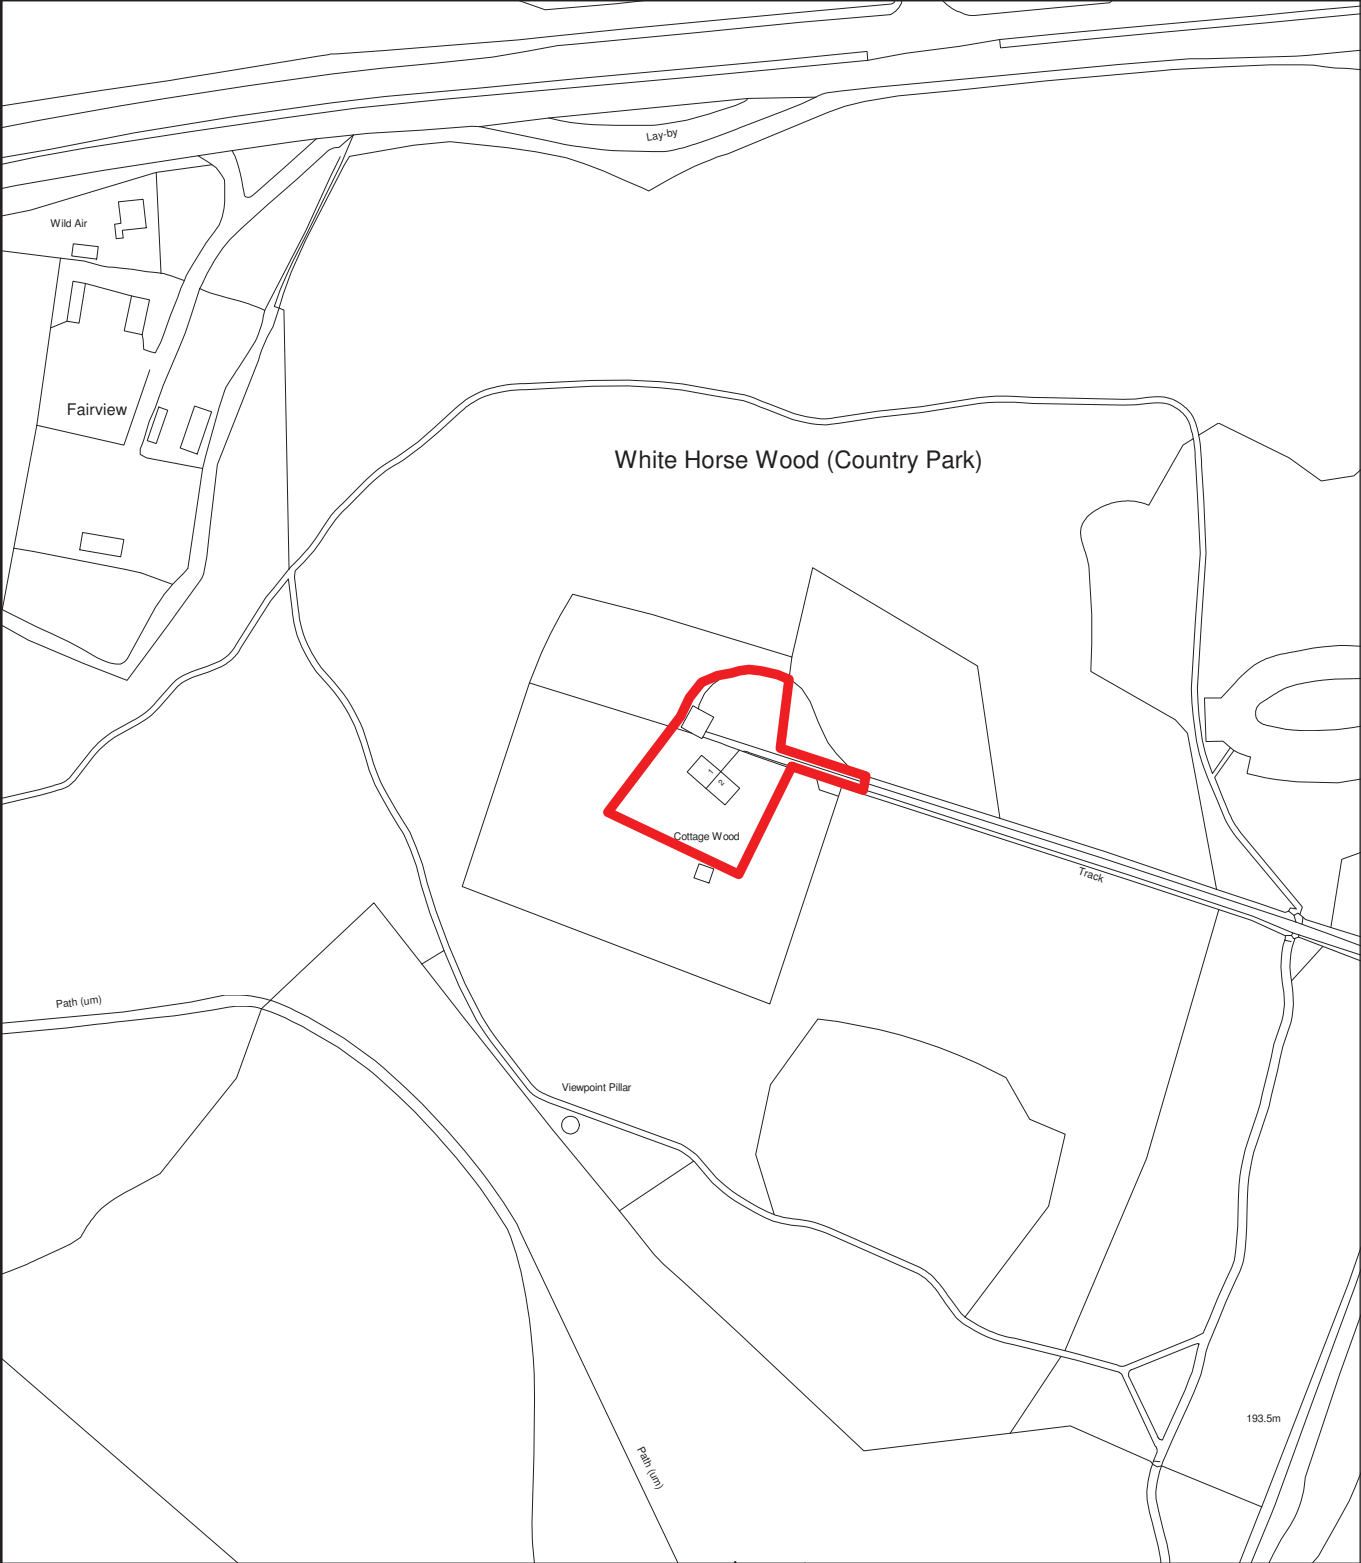 Lay-by
Wild Air
Fairview
White Horse Wood (Country Park)
1
2
Cottage Wood
Track
Path (um)
Viewpoint Pillar
193.5m
Path (um)